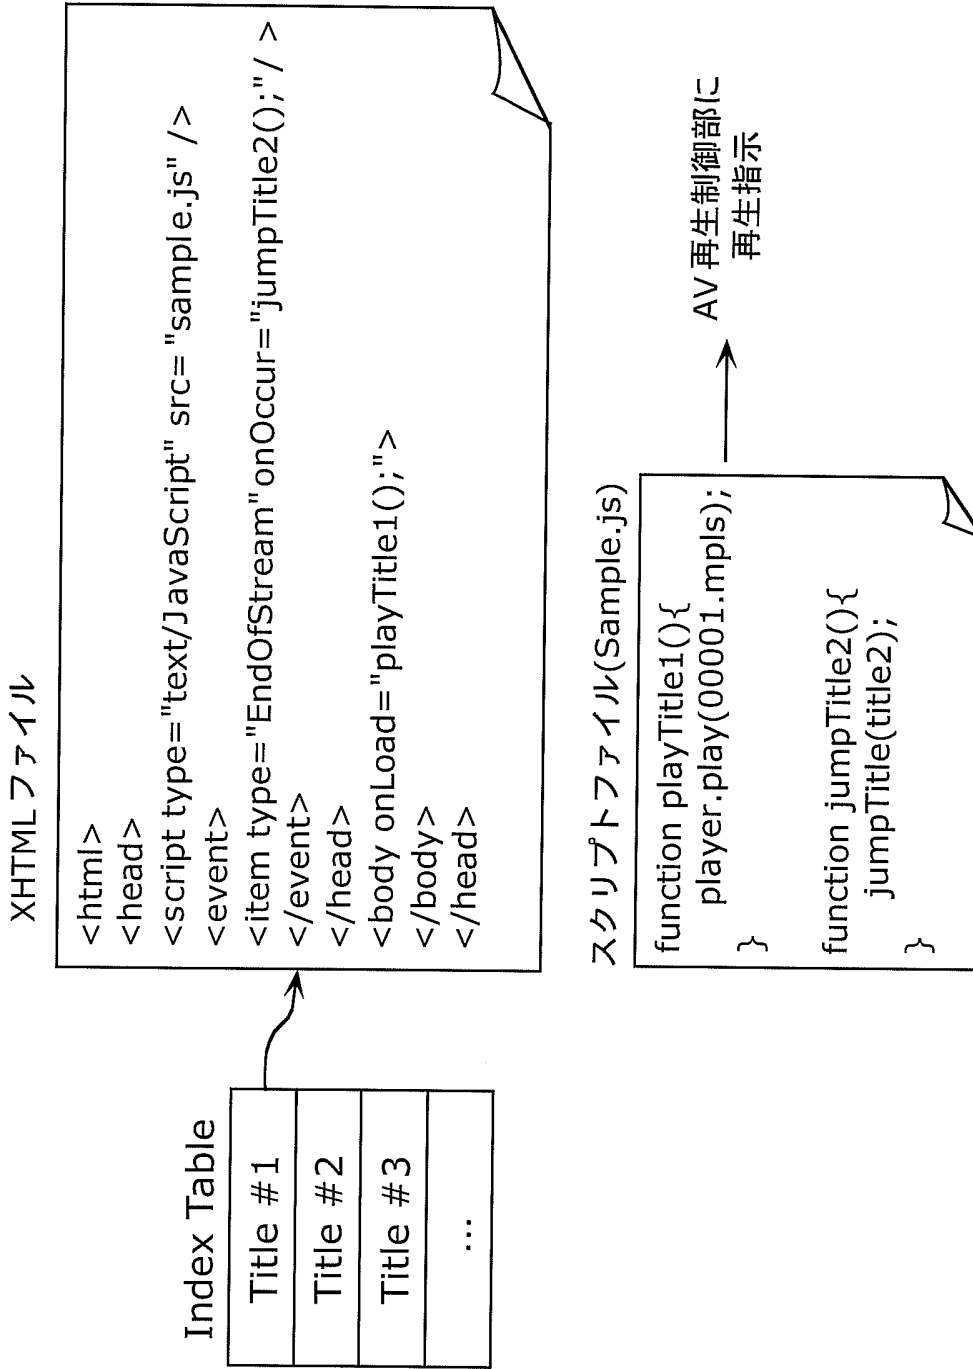 Index Table
Title #1
Title #2
Title #3
...
XHTMLファイル
<html>
<head>
<script type="text/JavaScript" src="sample.js" />
<event>
<item type="EndOfStream"onOccur="jumpTitle2();"/ >
</event>
</head>
<body onLoad="playTitle1();">
</body>
</head>
スクリプトファイル(Sample.js)
function playTitle1(){
player.play(00001.mpls);
}
function jumpTitle2(){
jumpTitle(title2);
}
AV 再生制御部に
再生指示